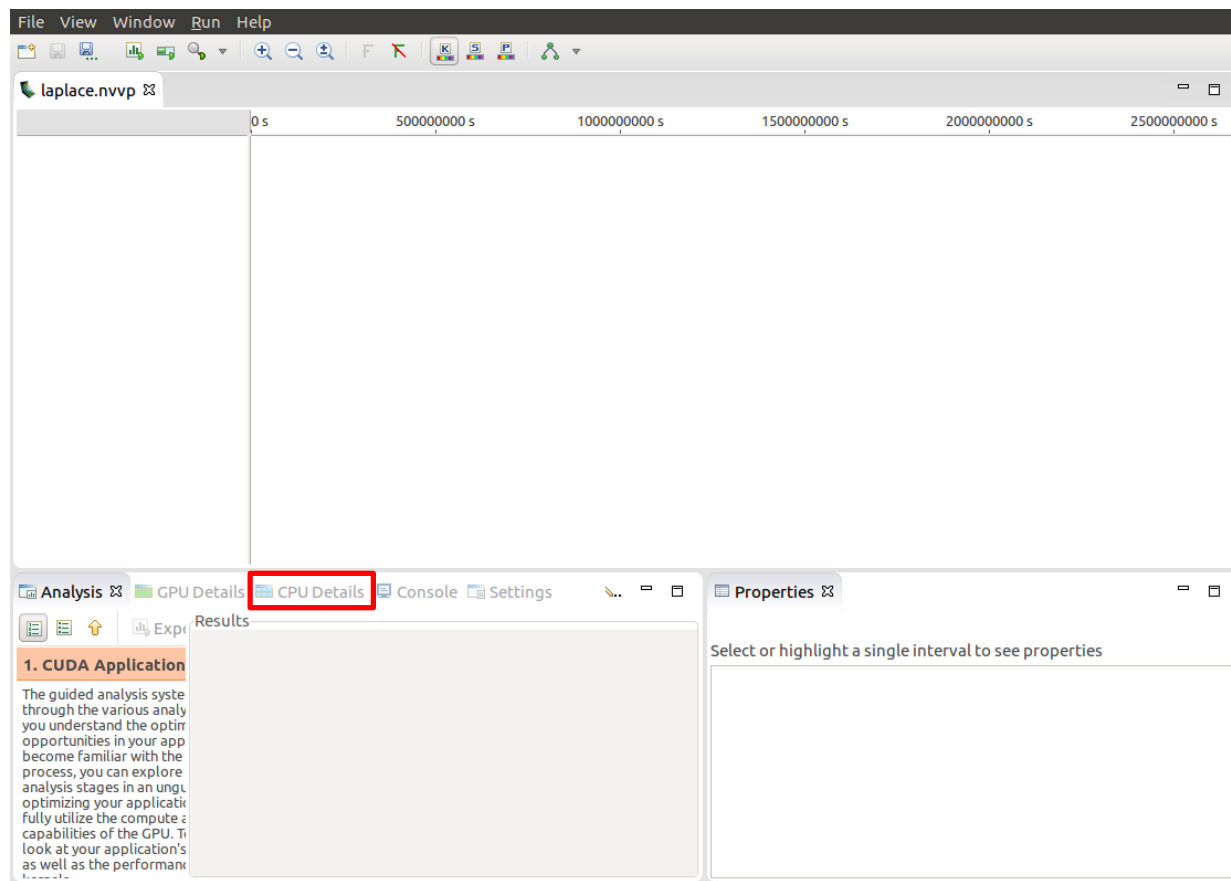 File View Window Run Help
F K S P
laplace.nvvp
0 s 500000000 s 1000000000 s 1500000000 s 2000000000 s 2500000000 s
Analysis GPU Details CPU Details Console Settings
Properties
Expo
Results
1. CUDA Application
The guided analysis syste
through the various analy
you understand the optim
opportunities in your app
become familiar with the
process, you can explore
analysis stages in an ungu
optimizing your applicatio
fully utilize the compute a
capabilities of the GPU. To
look at your application's
as well as the performanc
Select or highlight a single interval to see properties